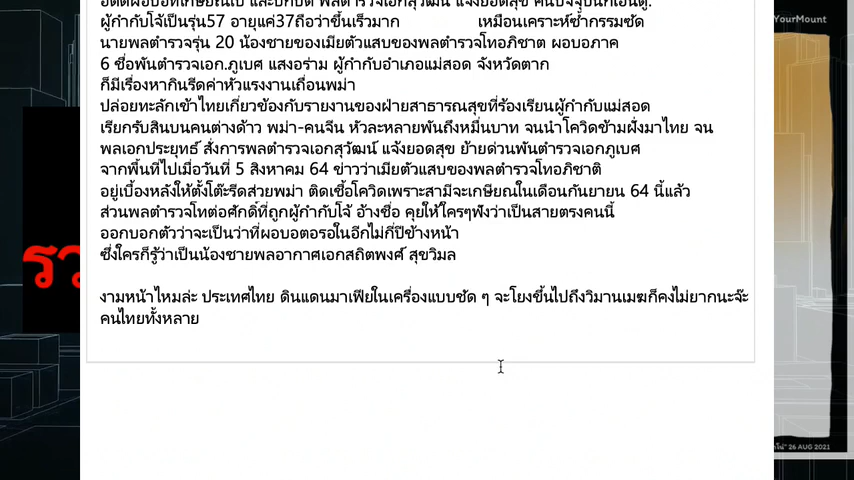 ผู้กำกับโจ้เป็นรุ่น57 อายุแค่37ถือว่าขึ้นเร็วมาก เหมือนเคราะห์ซ้ำกรรมซัด
นายพลตำรวจรุ่น 20 น้องชายของเมียตัวแสบของพลตำรวจโทอภิชาต ผอบอภาค
6 ชื่อพันตำรวจเอก.ภูเบศ แสงอร่าม ผู้กำกับอำเภอแม่สอด จังหวัดตาก
ก็มีเรื่องหากินรีดค่าหัวแรงงานเถื่อนพม่า
ปล่อยทะลักเข้าไทยเกี่ยวข้องกับรายงานของฝ่ายสาธารณสุขที่ร้องเรียนผู้กำกับแม่สอด
เรียกรับสินบนคนต่างด้าว พม่า-คนจีน หัวละหลายพันถึงหมื่นบาท จนนำโควิดข้ามฝั่งมาไทย จน
พลเอกประยุทธ์ สั่งการพลตำรวจเอกสุวัฒน์ แจ้งยอดสุข ย้ายด่วนพันตำรวจเอกภูเบศ
จากพื้นที่ไปเมื่อวันที่ 5 สิงหาคม 64 ข่าวว่าเมียตัวแสบของพลตำรวจโทอภิชาติ
อยู่เบื้องหลังให้ตั้งโต๊ะรีดส่วยพม่า ติดเชื้อโควิดเพราะสามีจะเกษียณในเดือนกันยายน 64 นี้แล้ว
ส่วนพลตำรวจโทต่อศักดิ์ที่ถูกผู้กำกับโจ้ อ้างชื่อ คุยให้ใครๆฟังว่าเป็นสายตรงคนนี้
ออกบอกตัวว่าจะเป็นว่าที่ผอบอตอรอในอีกไม่กี่ปีข้างหน้า
ซึ่งใครก็รู้ว่าเป็นน้องชายพลอากาศเอกสถิตพงศ์ สุขวิมล
งามหน้าไหมล่ะ ประเทศไทย ดินแดนมาเฟียในเครื่องแบบชัด ๆ จะโยงขึ้นไปถึงวิมานเมฆก็คงไม่ยากนะจ๊ะ
คนไทยทั้งหลาย
YourMount
26 AUG 2021